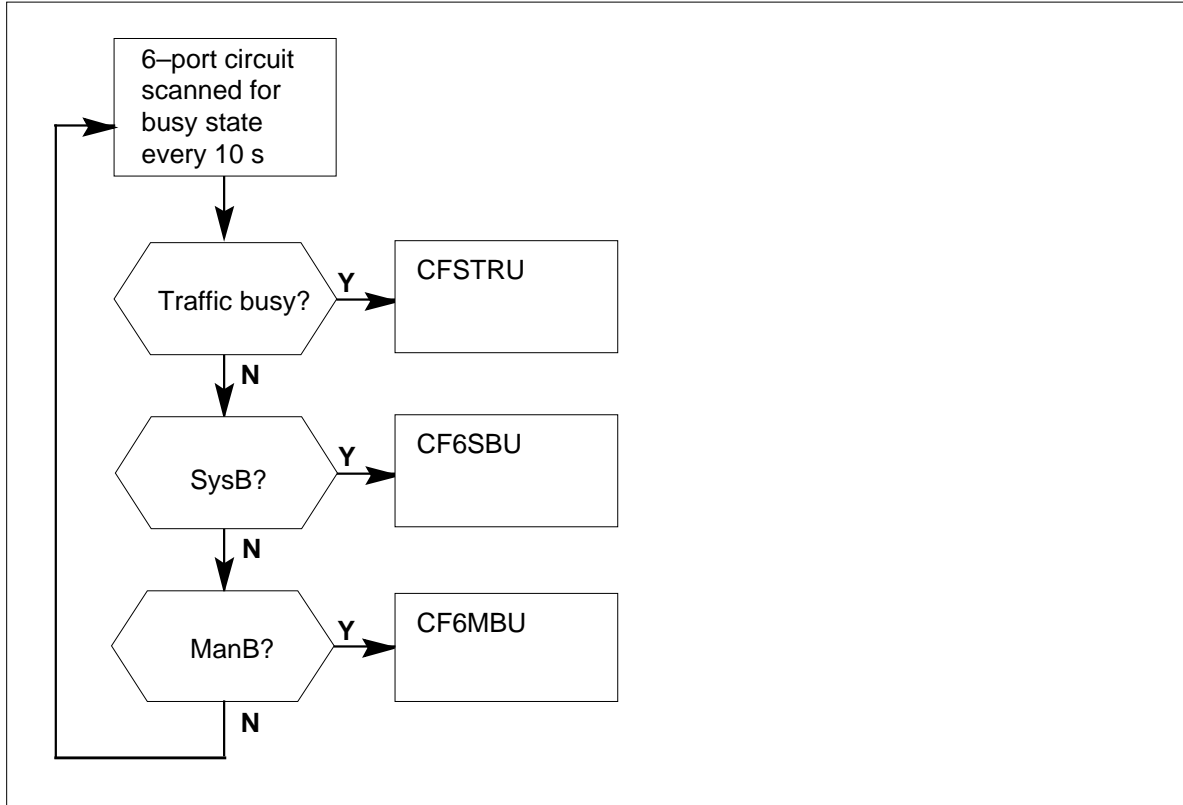 6–port circuit
scanned for
busy state
every 10 s
Traffic busy?
Y
CFSTRU
N
SysB?
Y
CF6SBU
N
ManB?
Y
CF6MBU
N